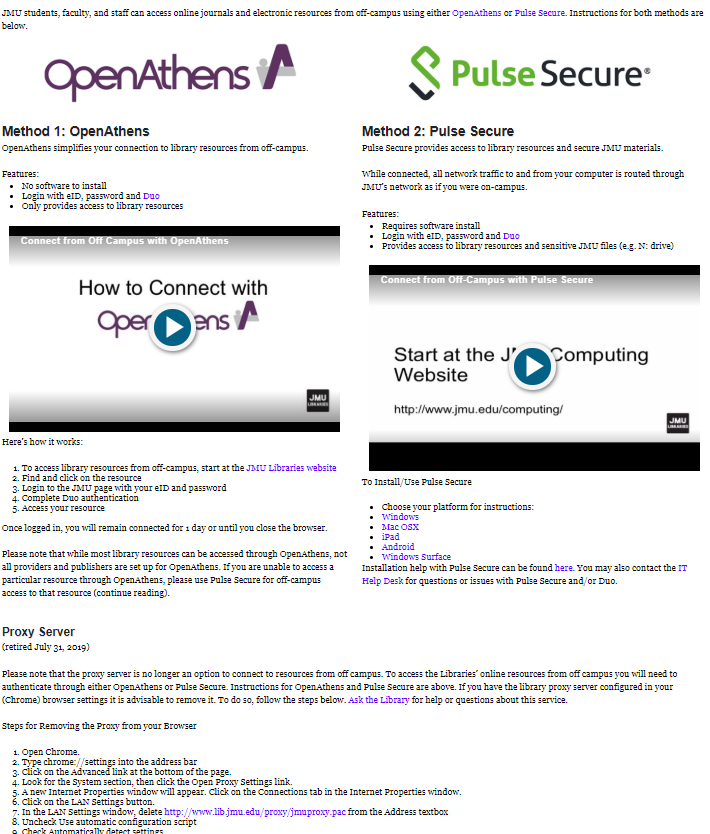 JMU students, faculty, and staff can access online journals and electronic resources from off-campus using either OpenAthens or Pulse Secure. Instructions for both methods are
below.
OpenAthens
Pulse Secure®
Method 1: OpenAthens
OpenAthens simplifies your connection to library resources from off-campus.
Features:
• No software to install
• Login with eID, password and Duo
• Only provides access to library resources
Connect from Off Campus with OpenAthens
How to Connect with
JMU
LIBRARIES
Here's how it works:
1. To access library resources from off-campus, start at the JMU Libraries website
2. Find and click on the resource
3. Login to the JMU page with your eID and password
4. Complete Duo authentication
5. Access your resource
Once logged in, you will remain connected for 1 day or until you close the browser.
Please note that while most library resources can be accessed through OpenAthens, not
all providers and publishers are set up for OpenAthens. If you are unable to access a
particular resource through OpenAthens, please use Pulse Secure for off-campus
access to that resource (continue reading).
Method 2: Pulse Secure
Pulse Secure provides access to library resources and secure JMU materials.
While connected, all network traffic to and from your computer is routed through
JMU's network as if you were on-campus.
Features:
• Requires software install
• Login with eID, password and Duo
• Provides access to library resources and sensitive JMU files (e.g. N: drive)
Connect from Off-Campus with Pulse Secure
Start at the J Computing
Website
http://www.jmu.edu/computing/
JMU
LIBRARIES
To Install/Use Pulse Secure
• Choose your platform for instructions:
• Windows
• Mac OSX
• iPad
• Android
• Windows Surface
Installation help with Pulse Secure can be found here. You may also contact the IT
Help Desk for questions or issues with Pulse Secure and/or Duo.
Proxy Server
(retired July 31, 2019)
Please note that the proxy server is no longer an option to connect to resources from off campus. To access the Libraries' online resources from off campus you will need to
authenticate through either OpenAthens or Pulse Secure. Instructions for OpenAthens and Pulse Secure are above. If you have the library proxy server configured in your
(Chrome) browser settings it is advisable to remove it. To do so, follow the steps below. Ask the Library for help or questions about this service.
Steps for Removing the Proxy from your Browser
1. Open Chrome.
2. Type chrome://settings into the address bar
3. Click on the Advanced link at the bottom of the page.
4. Look for the System section, then click the Open Proxy Settings link.
5. A new Internet Properties window will appear. Click on the Connections tab in the Internet Properties window.
6. Click on the LAN Settings button.
7. In the LAN Settings window, delete http://www.lib.jmu.edu/proxy/jmuproxy.pac from the Address textbox
8. Uncheck Use automatic configuration script
9. Check Automatically detect settings